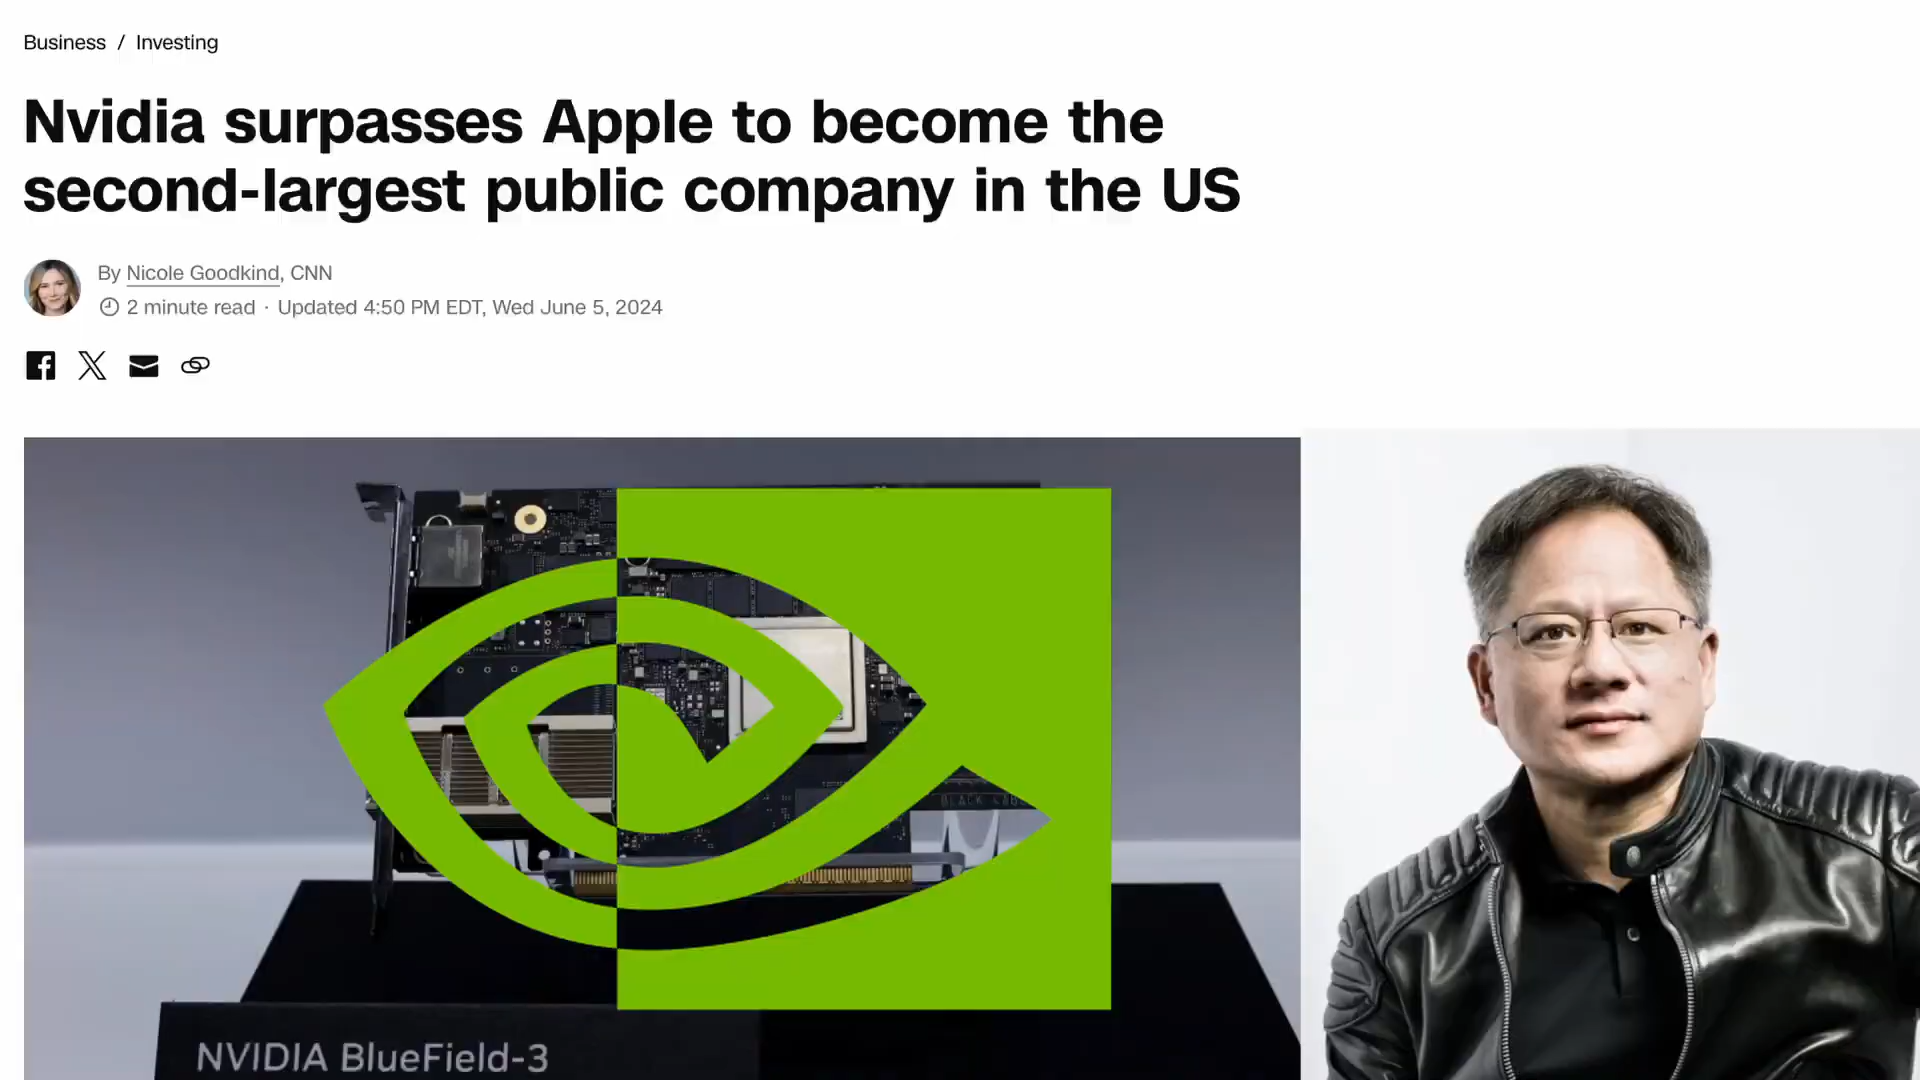 Business / Investing
Nvidia surpasses Apple to become the
second-largest public company in the US
By Nicole Goodkind, CNN
2 minute read · Updated 4:50 PM EDT, Wed June 5, 2024
NVIDIA BlueField-3